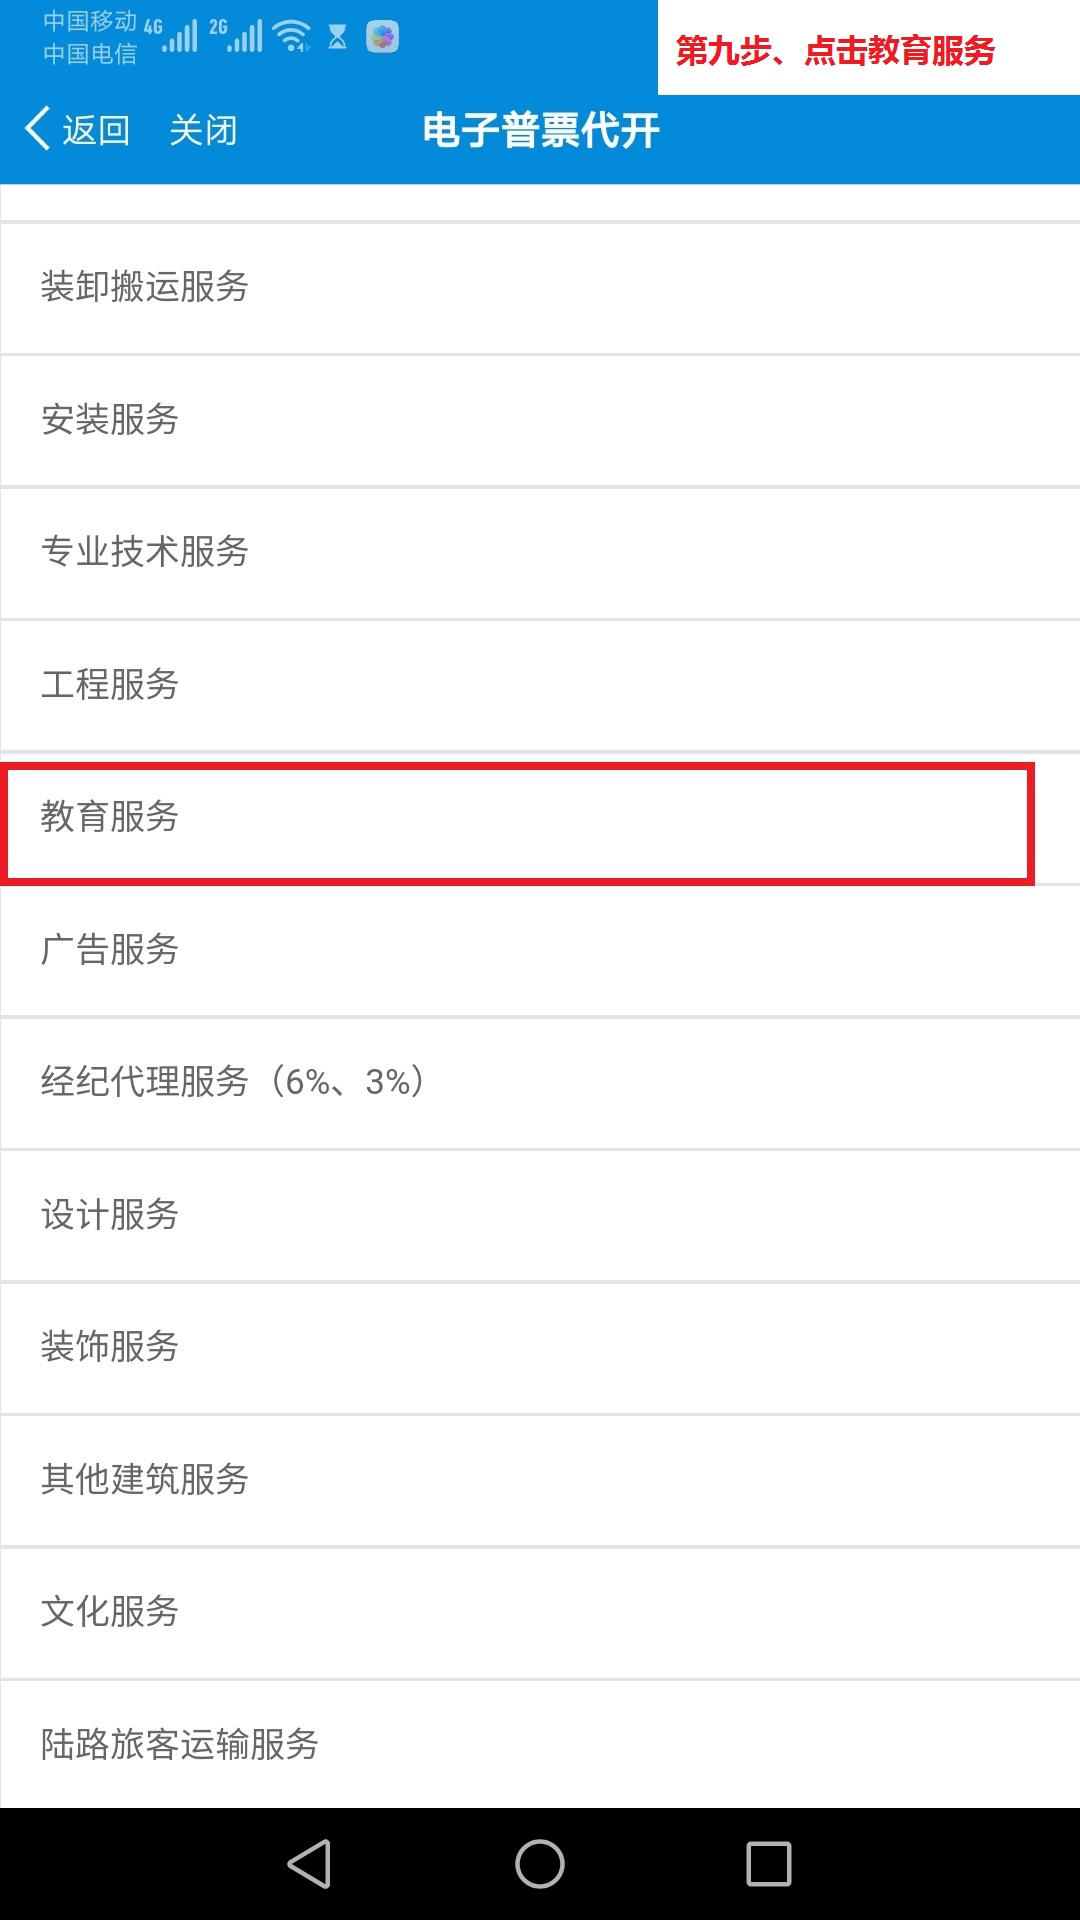 中国移动 4G 2G
中国电信
第九步、点击教育服务
返回 关闭 电子普票代开
装卸搬运服务
安装服务
专业技术服务
工程服务
教育服务
广告服务
经纪代理服务（6%、3%）
设计服务
装饰服务
其他建筑服务
文化服务
陆路旅客运输服务